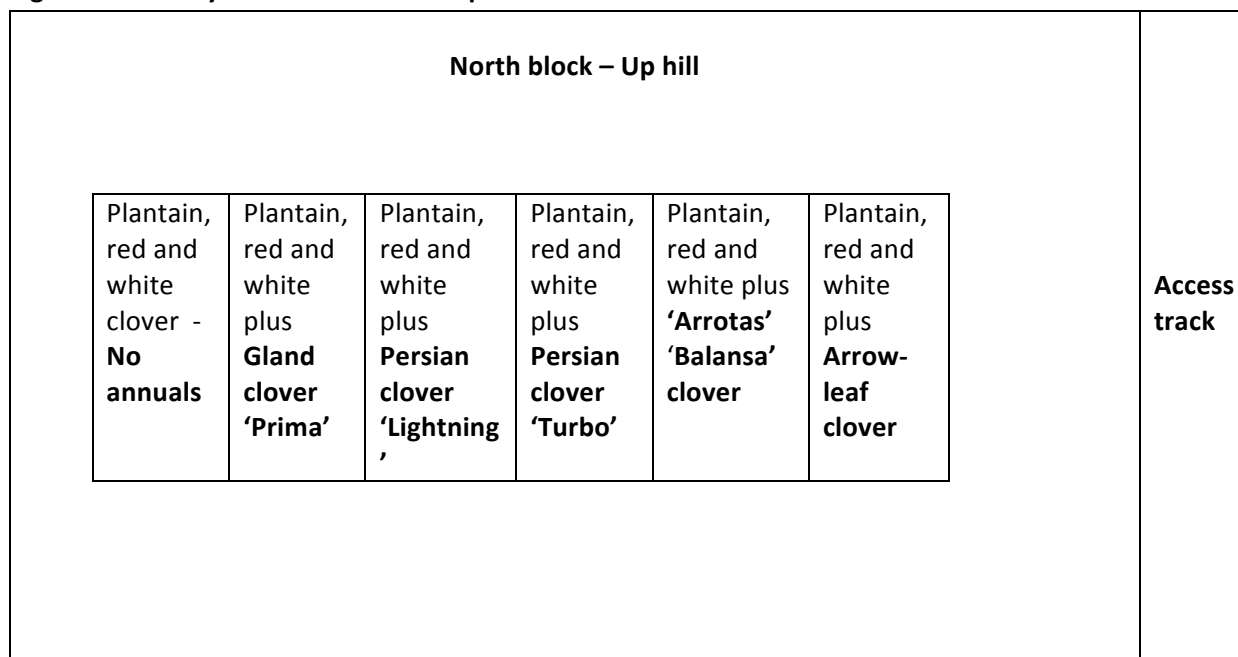 North block – Up hill
Plantain,
red and
white
clover -
No
annuals
Plantain,
red and
white
plus
Gland
clover
‘Prima’
Plantain,
red and
white
plus
Persian
clover
‘Lightning
’
Plantain,
red and
white
plus
Persian
clover
‘Turbo’
Plantain,
red and
white plus
‘Arrotas’
‘Balansa’
clover
Plantain,
red and
white
plus
Arrow-
leaf
clover
Access
track